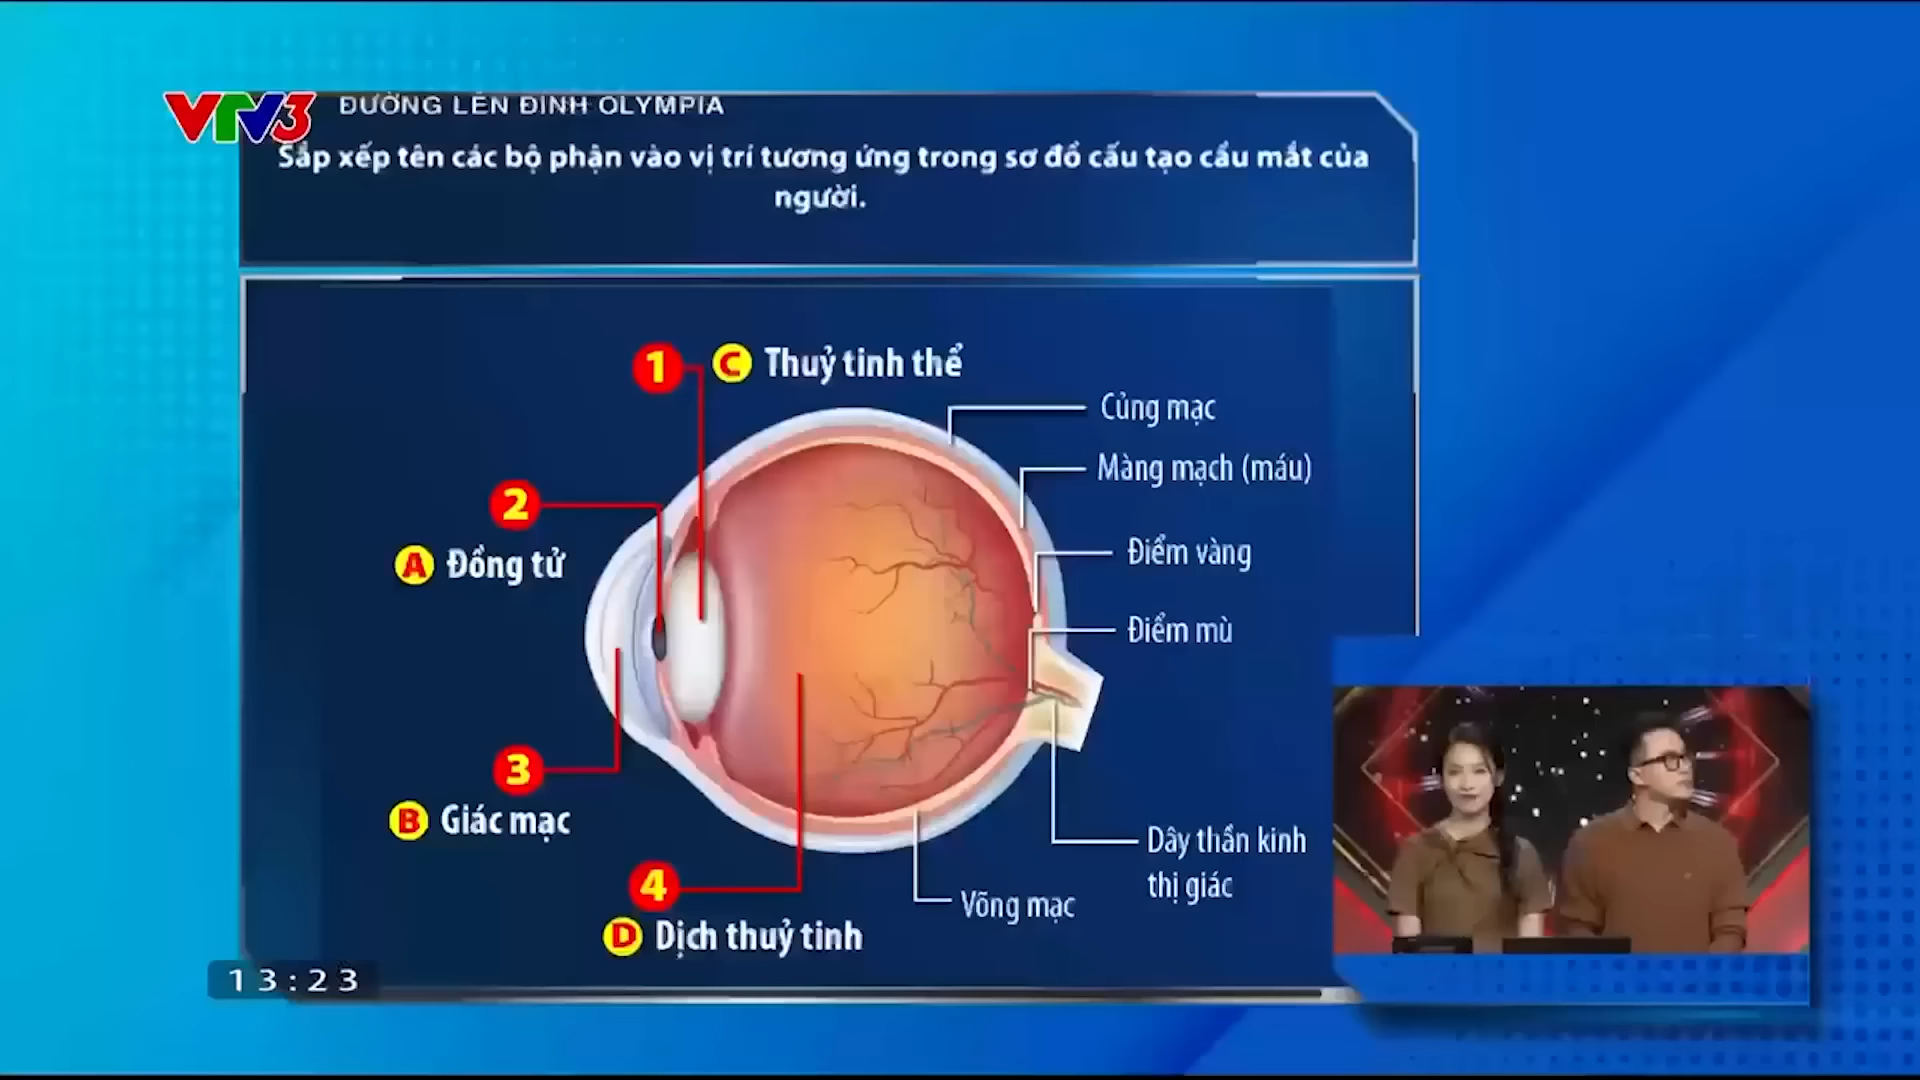 VTV3
ĐƯỜNG LÊN ĐỈNH OLYMPIA
Sắp xếp tên các bộ phận vào vị trí tương ứng trong sơ đồ cấu tạo cầu mắt của
người.
1 C Thuỷ tinh thể
Củng mạc
Màng mạch (máu)
2
A Đồng tử
Điểm vàng
Điểm mù
3
B Giác mạc
Dây thần kinh
thị giác
4
Võng mạc
D Dịch thuỷ tinh
13:23